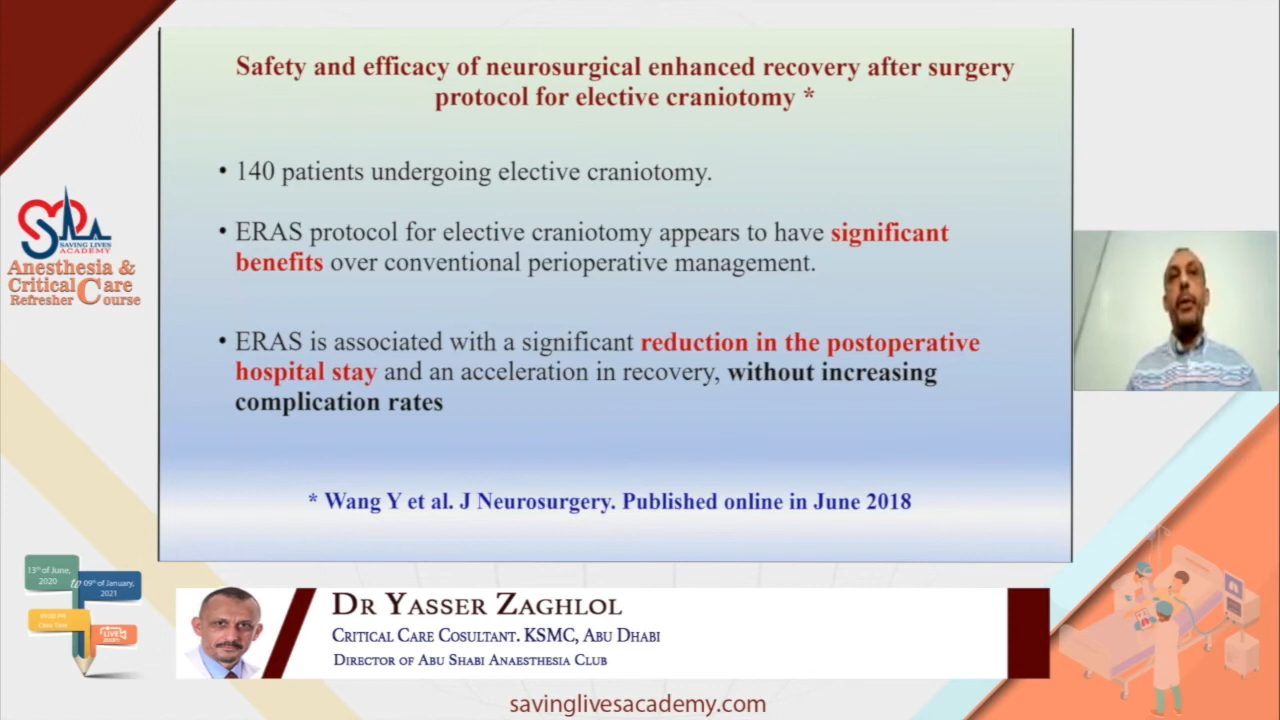 Safety and efficacy of neurosurgical enhanced recovery after surgery
protocol for elective craniotomy *
• 140 patients undergoing elective craniotomy.
• ERAS protocol for elective craniotomy appears to have significant
benefits over conventional perioperative management.
• ERAS is associated with a significant reduction in the postoperative
hospital stay and an acceleration in recovery, without increasing
complication rates
* Wang Y et al. J Neurosurgery. Published online in June 2018
SAVING LIVES
ACADEMY
Anesthesia &
Critical Care
Refresher Course
13th of June,
2020
to
09th of January,
2021
LIVE
DR YASSER ZAGHLOL
CRITICAL CARE COSULTANT. KSMC, ABU DHABI
DIRECTOR OF ABU SHABI ANAESTHESIA CLUB
savinglivesacademy.com